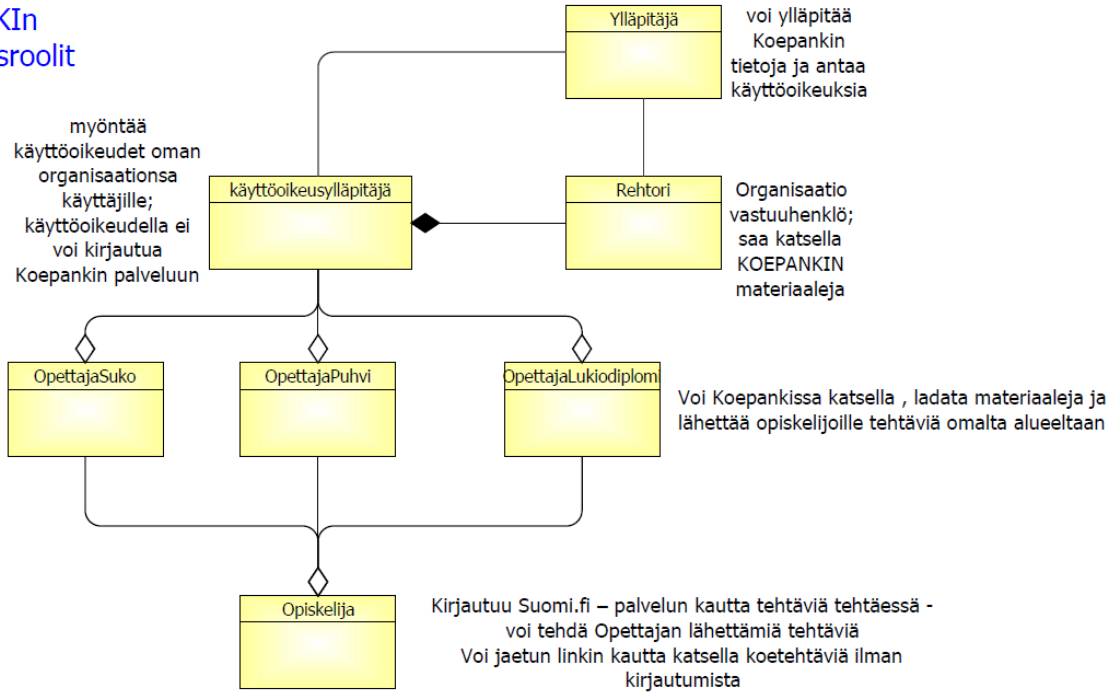 KIn
sroolit
Ylläpitäjä
voi ylläpitää
Koepankin
tietoja ja antaa
käyttöoikeuksia
myöntää
käyttöoikeudet oman
organisaationsa
käyttäjille;
käyttöoikeudella ei
voi kirjautua
Koepankin palveluun
käyttöoikeusylläpitäjä
Rehtori
Organisaatio
vastuuhenklö;
saa katsella
KOEPANKIN
materiaaleja
OpettajaSuko
OpettajaPuhvi
OpettajaLukiodiplomi
Voi Koepankissa katsella , ladata materiaaleja ja
lähettää opiskelijoille tehtäviä omalta alueeltaan
Opiskelija
Kirjautuu Suomi.fi – palvelun kautta tehtäviä tehtäessä -
voi tehdä Opettajan lähettämiä tehtäviä
Voi jaetun linkin kautta katsella koetehtäviä ilman
kirjautumista